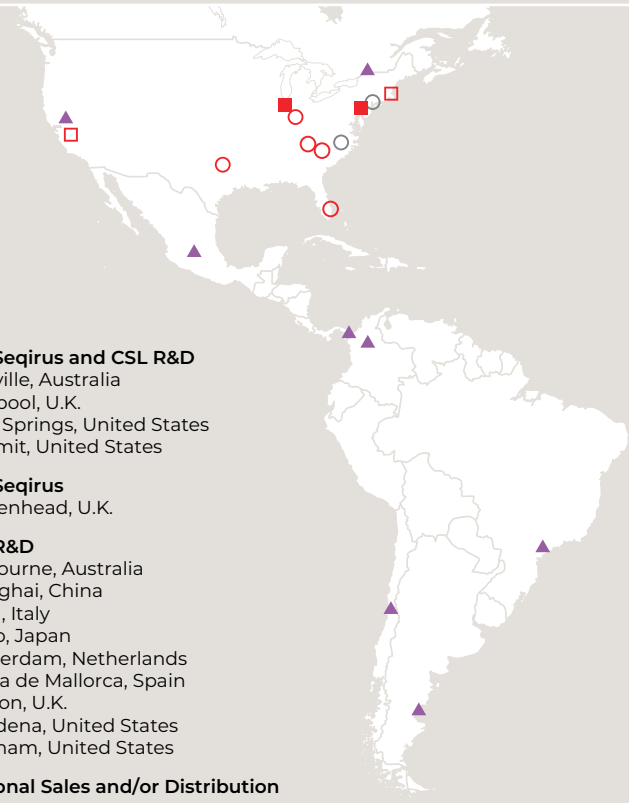 Seqirus and CSL R&D
ville, Australia
pool, U.K.
Springs, United States
mit, United States
Seqirus
enhead, U.K.
R&D
ourne, Australia
ghai, China
, Italy
o, Japan
erdam, Netherlands
a de Mallorca, Spain
on, U.K.
dena, United States
ham, United States
onal Sales and/or Distribution